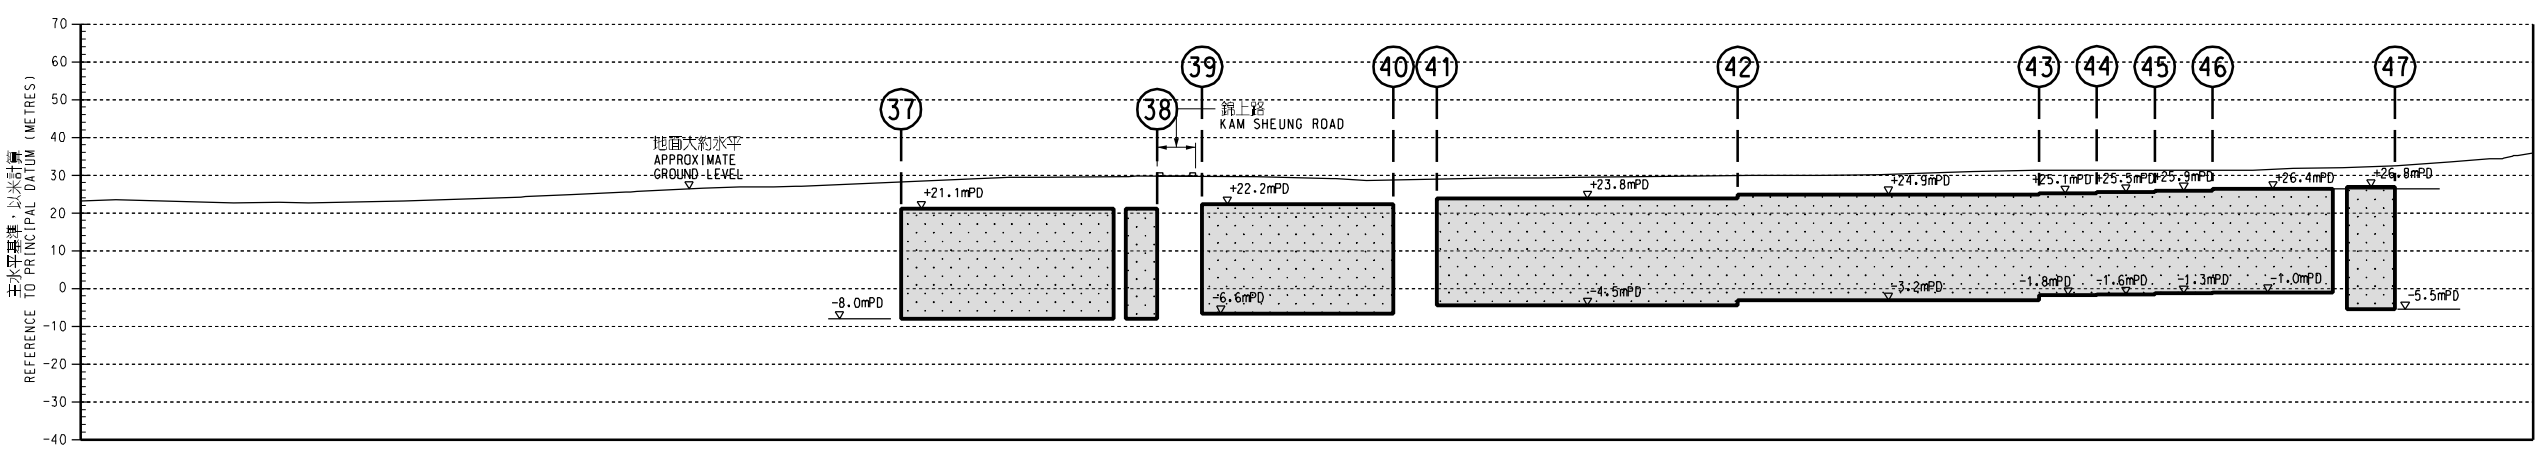 主水平基準，以米計算
REFERENCE TO PRINCIPAL DATUM (METRES)
70
60
50
40
30
20
10
0
-10
-20
-30
-40
37
38
39
40
41
42
43
44
45
46
47
錦上路
KAM SHEUNG ROAD
地面大約水平
APPROXIMATE
GROUND LEVEL
+21.1mPD
+22.2mPD
+23.8mPD
+24.9mPD
+25.1mPD
+25.5mPD
+25.9mPD
+26.4mPD
+26.8mPD
-8.0mPD
-6.6mPD
-4.5mPD
-3.2mPD
-1.8mPD
-1.6mPD
-1.3mPD
-1.0mPD
-5.5mPD